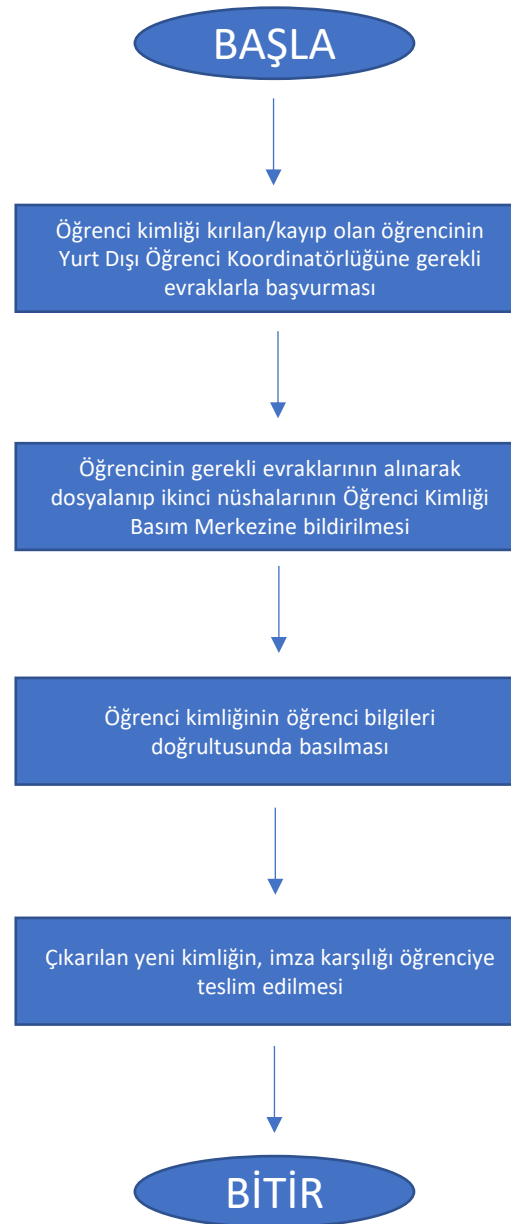 BAŞLA
Öğrenci kimliği kırılan/kayıp olan öğrencinin
Yurt Dışı Öğrenci Koordinatörlüğüne gerekli
evraklarla başvurması
Öğrencinin gerekli evraklarının alınarak
dosyalanıp ikinci nüshalarının Öğrenci Kimliği
Basım Merkezine bildirilmesi
Öğrenci kimliğinin öğrenci bilgileri
doğrultusunda basılması
Çıkarılan yeni kimliğin, imza karşılığı öğrenciye
teslim edilmesi
BİTİR